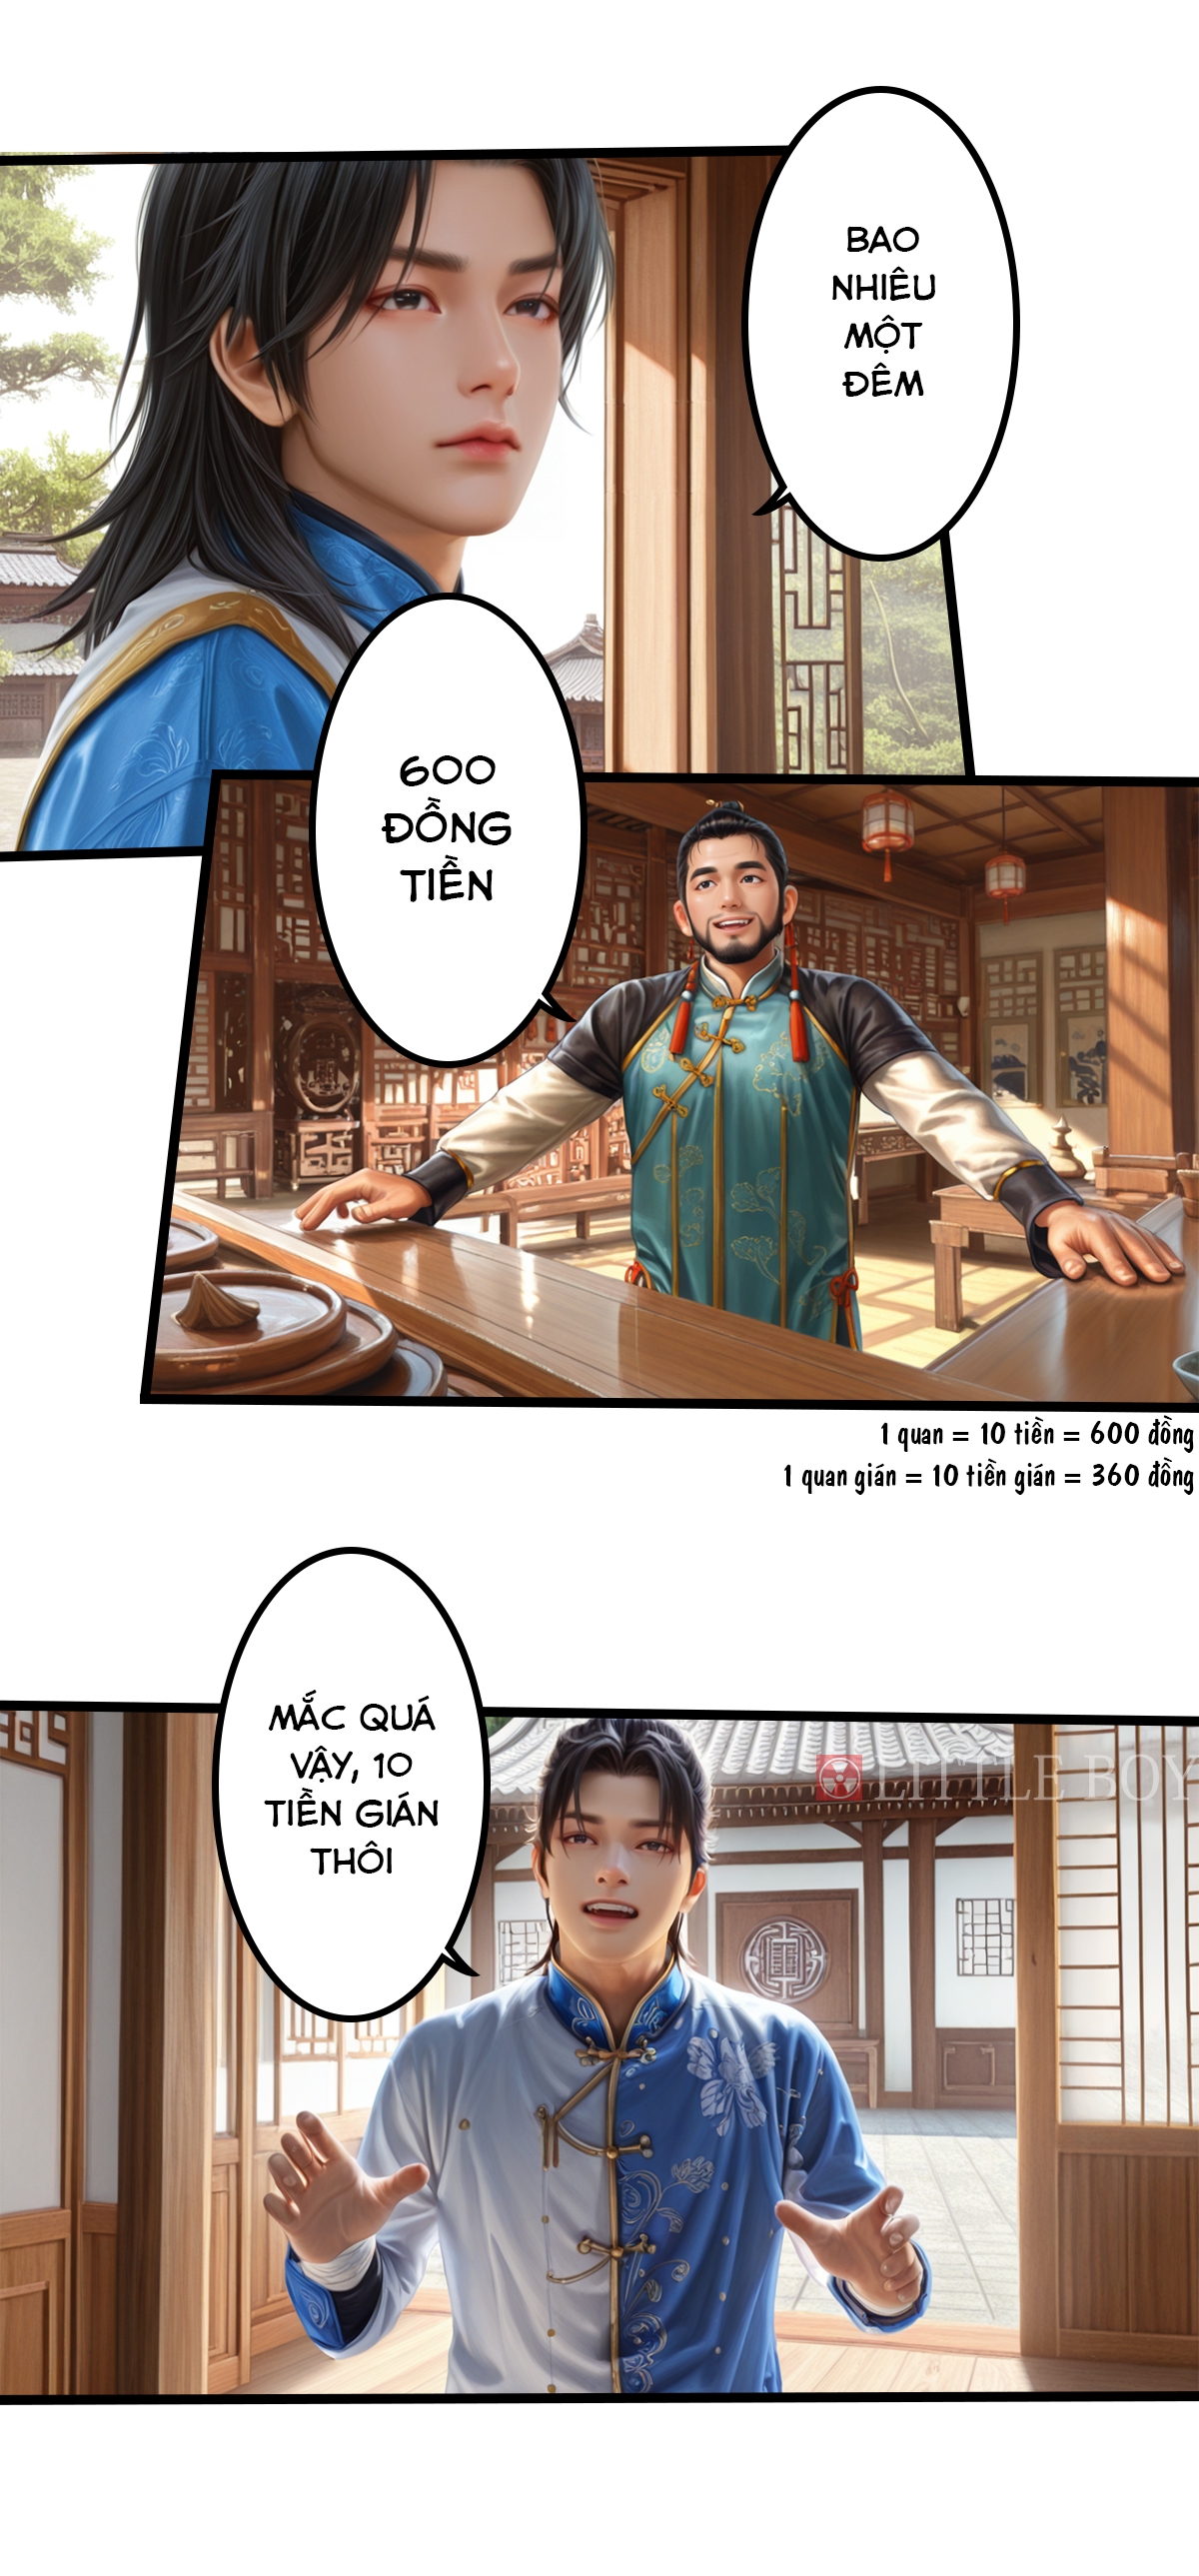 BAO
NHIÊU
MỘT
ĐÊM
600
ĐỒNG
TIỀN
1 quan = 10 tiền = 600 đồng
1 quan gián = 10 tiền gián = 360 đồng
MẮC QUÁ
VẬY, 10
TIỀN GIÁN
THÔI
LITTLE BOY